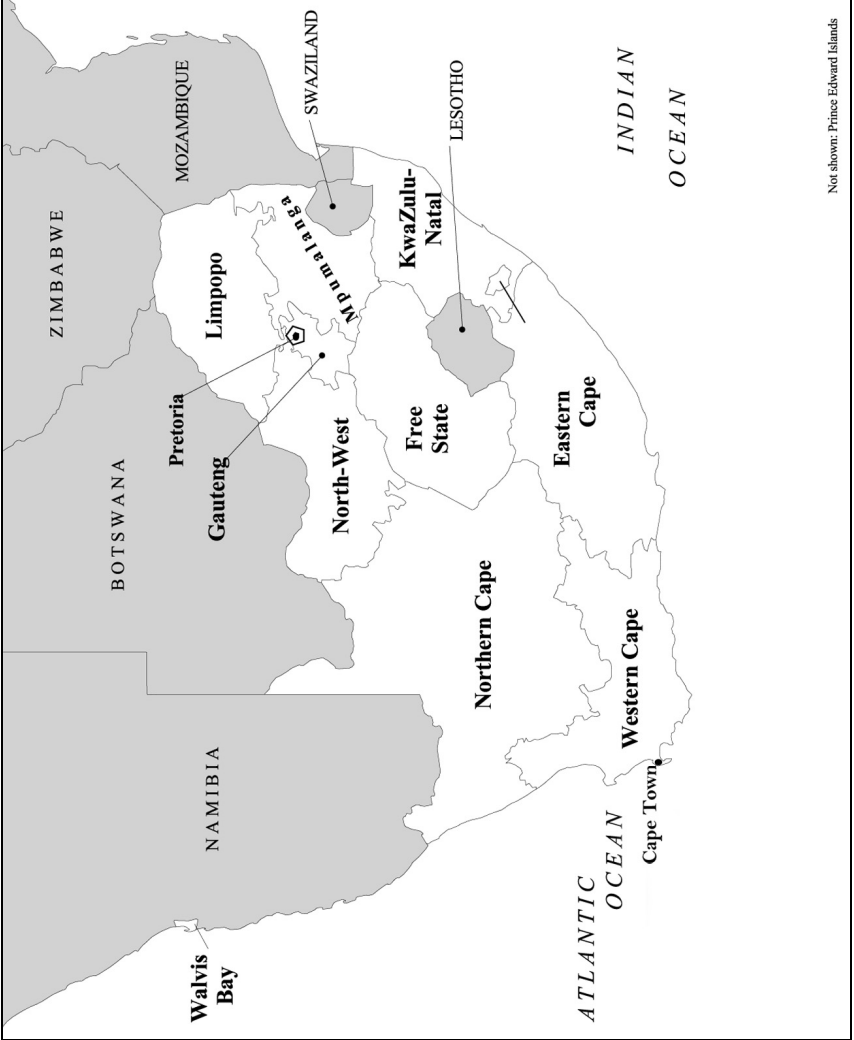 ZIMBABWE
MOZAMBIQUE
SWAZILAND
BOTSWANA
Limpopo
Pretoria
Mpumalanga
Gauteng
North-West
KwaZulu-
Natal
LESOTHO
NAMIBIA
Free
State
Walvis
Bay
Northern Cape
Eastern
Cape
Western Cape
Cape Town
ATLANTIC
OCEAN
INDIAN
OCEAN
Not shown: Prince Edward Islands